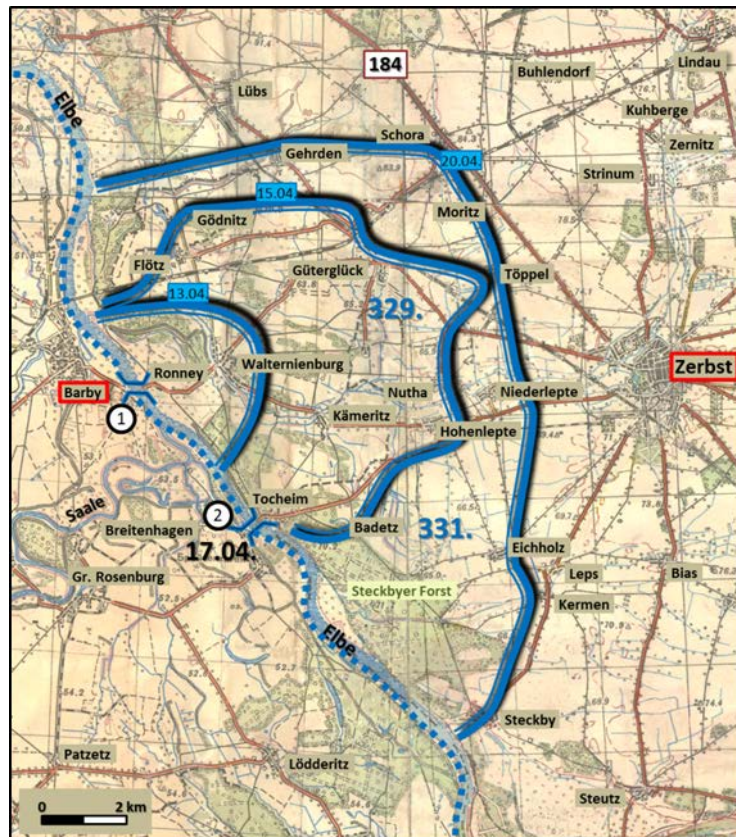 184
Lindau
Buhlendorf
Elbe
Lübs
Kuhberge
Schora
Zernitz
Gehrden
20.04.
Strinum
15.04.
Moritz
Gödnitz
Flötz
Güterglück
Töppel
13.04.
329.
Walternienburg
Ronney
Zerbst
Barby
Nutha
Niederlepte
1
Kämeritz
Hohenlepte
Saale
Tocheim
2
Breitenhagen
Badetz
331.
17.04.
Eichholz
Gr. Rosenburg
Leps
Bias
Steckbyer Forst
Kermen
Elbe
Steckby
Patzetz
Lödderitz
Steutz
0 2 km